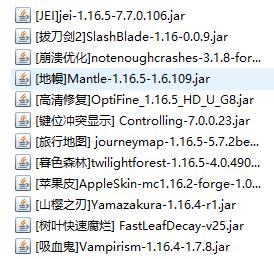 [JEI]jei-1.16.5-7.7.0.106.jar
[拔刀剑2]SlashBlade-1.16-0.0.9.jar
[崩溃优化]notenoughcrashes-3.1.8-for...
[地幔]Mantle-1.16.5-1.6.109.jar
[高清修复]OptiFine_1.16.5_HD_U_G8.jar
[键位冲突显示] Controlling-7.0.0.23.jar
[旅行地图] journeymap-1.16.5-5.7.2be...
[暮色森林]twilightforest-1.16.5-4.0.490...
[苹果皮]AppleSkin-mc1.16.2-forge-1.0...
[山樱之刃]Yamazakura-1.16.4-r1.jar
[树叶快速腐烂] FastLeafDecay-v25.jar
[吸血鬼]Vampirism-1.16.4-1.7.8.jar